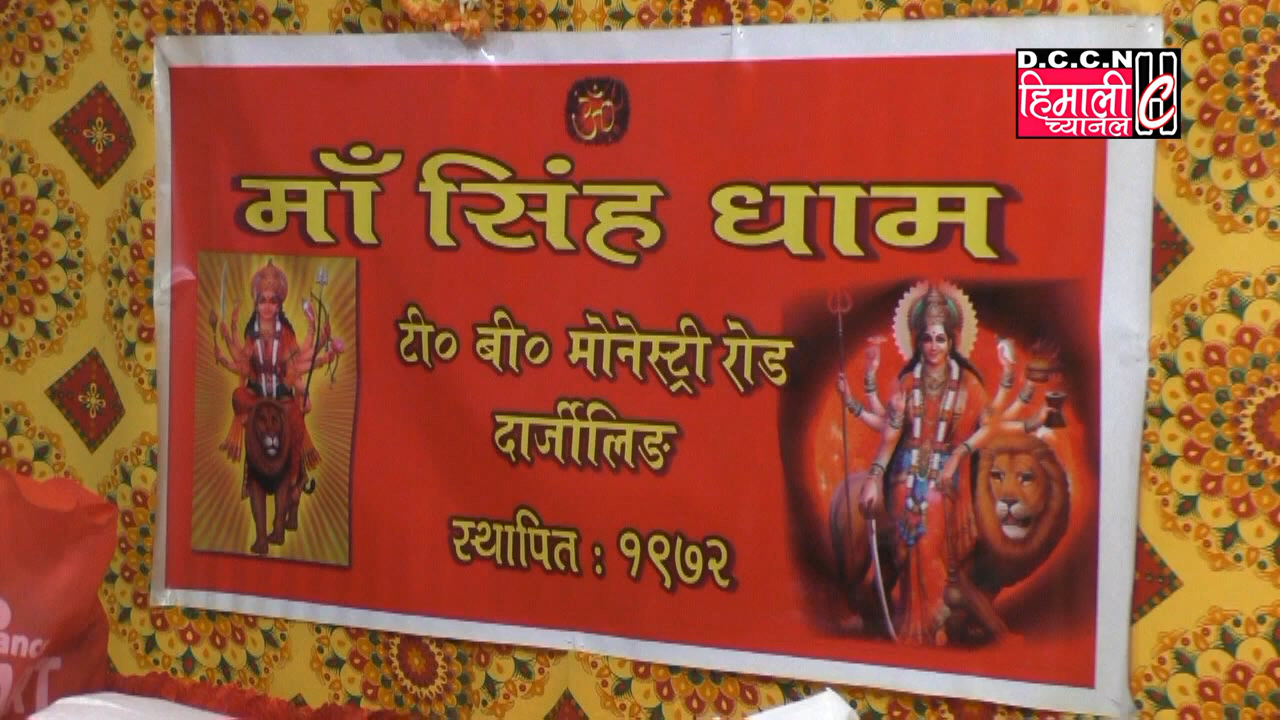 D.C.C.N
हिमाली
च्यानल
ॐ
माँ सिंह धाम
टी० बी० मोनेस्ट्री रोड
दार्जीलिङ
स्थापित : १९७२